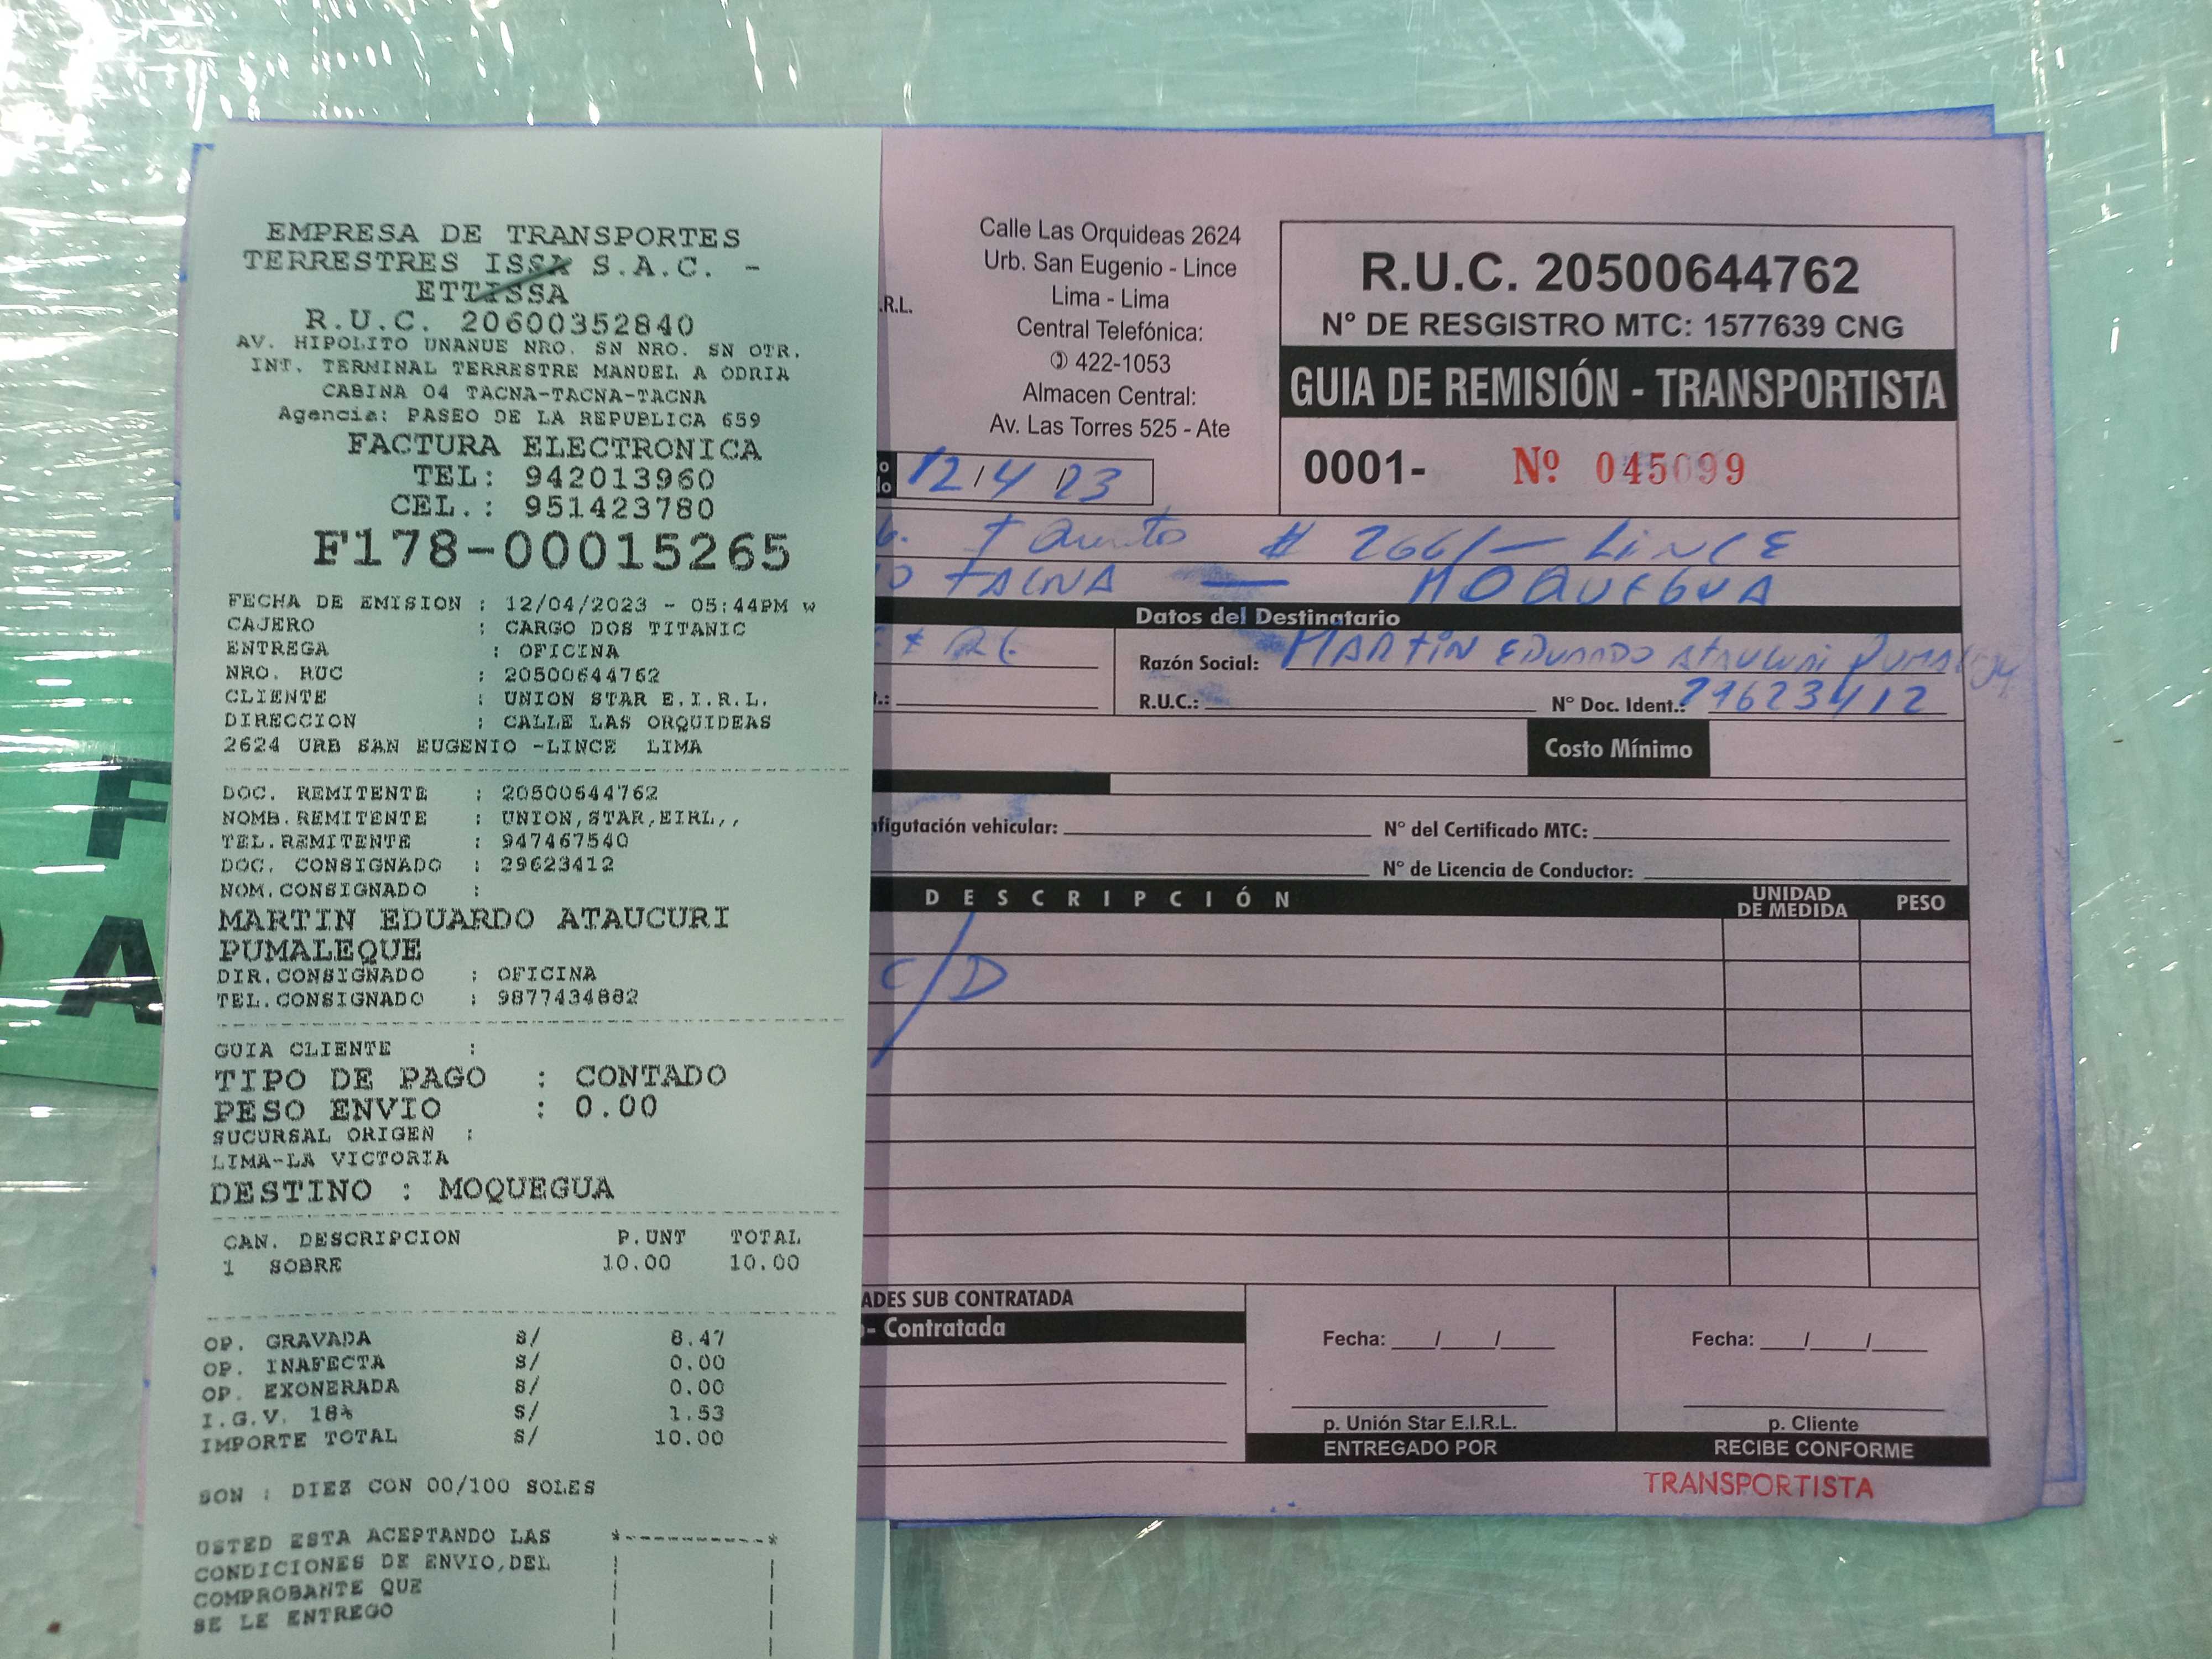 EMPRESA DE TRANSPORTES
TERRESTRES ISSA S.A.C. -
ETTISSA
R.U.C. 20600352840
AV. HIPOLITO UNANUE NRO. SN NRO. SN OTR.
INT. TERMINAL TERRESTRE MANUEL A ODRIA
CABINA 04 TACNA-TACNA-TACNA
Agencia: PASEO DE LA REPUBLICA 659
FACTURA ELECTRONICA
TEL: 942013960
CEL.: 951423780
F178-00015265
FECHA DE EMISION : 12/04/2023 - 05:44PM w
CAJERO : CARGO DOS TITANIC
ENTREGA : OFICINA
NRO. RUC : 20500644762
CLIENTE : UNION STAR E.I.R.L.
DIRECCION : CALLE LAS ORQUIDEAS
2624 URB SAN EUGENIO -LINCE LIMA
DOC. REMITENTE : 20500644762
NOMB.REMITENTE : UNION,STAR,EIRL,,
TEL.REMITENTE : 947467540
DOC. CONSIGNADO : 29623412
NOM.CONSIGNADO :
MARTIN EDUARDO ATAUCURI
PUMALEQUE
DIR.CONSIGNADO : OFICINA
TEL.CONSIGNADO : 9877434882
GUIA CLIENTE :
TIPO DE PAGO : CONTADO
PESO ENVIO : 0.00
SUCURSAL ORIGEN :
LIMA-LA VICTORIA
DESTINO : MOQUEGUA
CAN. DESCRIPCION P.UNT TOTAL
1 SOBRE 10.00 10.00
OP. GRAVADA S/ 8.47
OP. INAFECTA S/ 0.00
OP. EXONERADA S/ 0.00
I.G.V. 18% S/ 1.53
IMPORTE TOTAL S/ 10.00
SON : DIEZ CON 00/100 SOLES
USTED ESTA ACEPTANDO LAS
CONDICIONES DE ENVIO,DEL
COMPROBANTE QUE
SE LE ENTREGO
F
A
.R.L.
Calle Las Orquideas 2624
Urb. San Eugenio - Lince
Lima - Lima
Central Telefónica:
422-1053
Almacen Central:
Av. Las Torres 525 - Ate
R.U.C. 20500644762
N° DE RESGISTRO MTC: 1577639 CNG
GUIA DE REMISIÓN - TRANSPORTISTA
0001- Nº 045099
12/4/23
# 2661 - LINCE
TACNA - MOQUEGUA
Datos del Destinatario
Razón Social: MARTIN EDUARDO ATAUCURI
R.U.C.: N° Doc. Ident.: 29623412
Costo Mínimo
figutación vehicular: N° del Certificado MTC:
N° de Licencia de Conductor:
DESCRIPCIÓN UNIDAD DE MEDIDA PESO
C/D
ADES SUB CONTRATADA
- Contratada
Fecha: / / Fecha: / /
p. Unión Star E.I.R.L. p. Cliente
ENTREGADO POR RECIBE CONFORME
TRANSPORTISTA